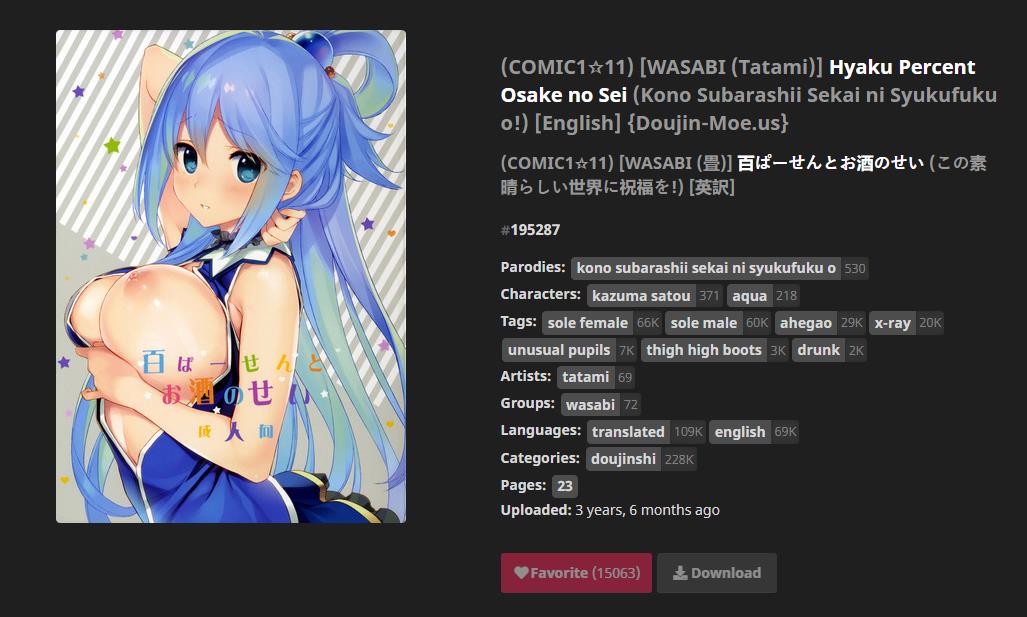 百ぱーせんと
お酒のせい
成人向
(COMIC1☆11) [WASABI (Tatami)] Hyaku Percent
Osake no Sei (Kono Subarashii Sekai ni Syukufuku
o!) [English] {Doujin-Moe.us}
(COMIC1☆11) [WASABI (畳)] 百ぱーせんとお酒のせい (この素
晴らしい世界に祝福を!) [英訳]
#195287
Parodies: kono subarashii sekai ni syukufuku o 530
Characters: kazuma satou 371 aqua 218
Tags: sole female 66K sole male 60K ahegao 29K x-ray 20K
unusual pupils 7K thigh high boots 3K drunk 2K
Artists: tatami 69
Groups: wasabi 72
Languages: translated 109K english 69K
Categories: doujinshi 228K
Pages: 23
Uploaded: 3 years, 6 months ago
Favorite (15063) Download